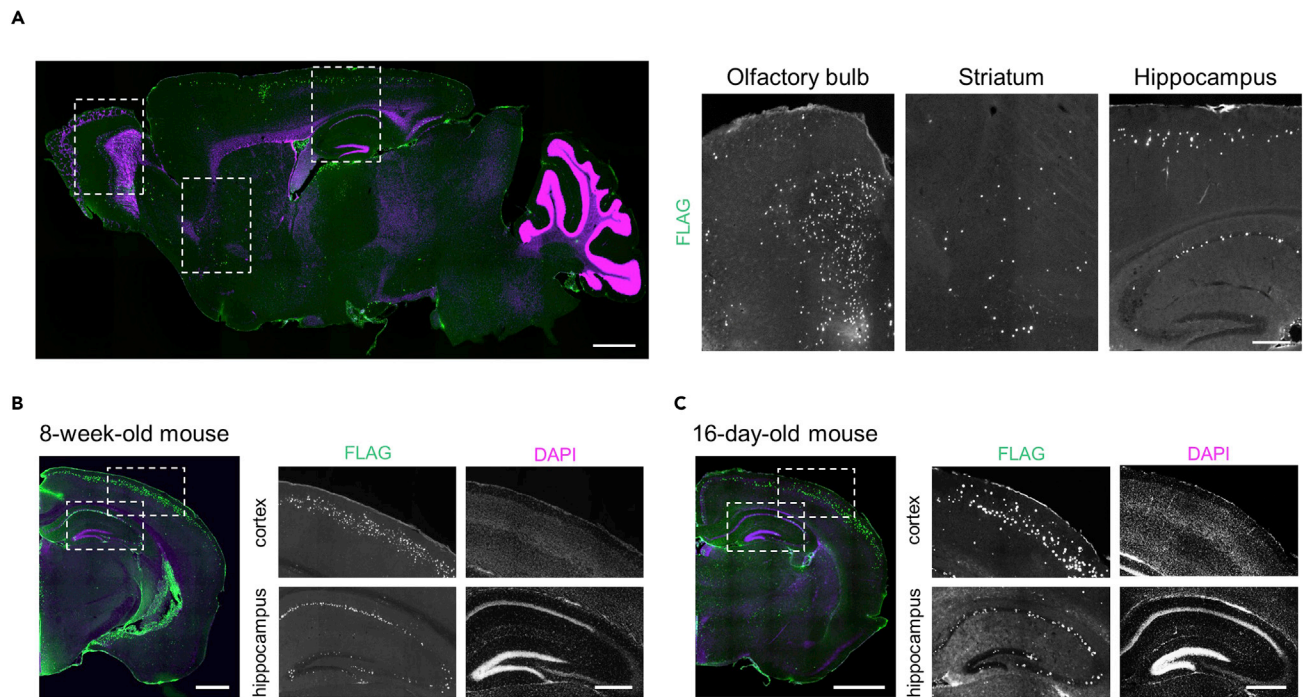 A
Olfactory bulb
Striatum
Hippocampus
FLAG
B
8-week-old mouse
FLAG
DAPI
cortex
hippocampus
C
16-day-old mouse
FLAG
DAPI
cortex
hippocampus